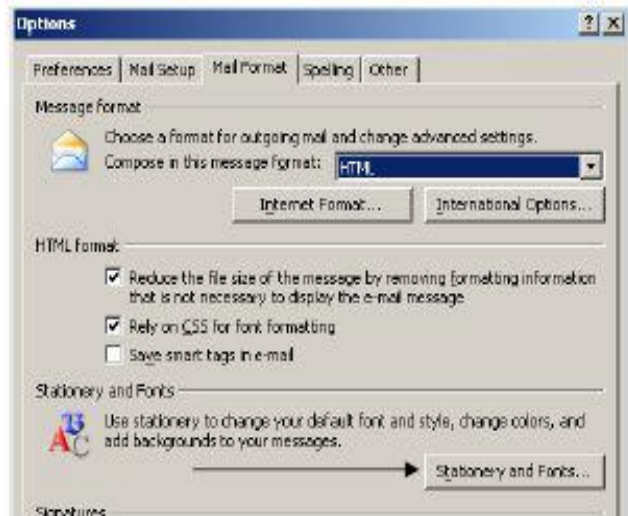 Options
Preferences Mail Setup Mail Format Spelling Other
Message format
Choose a format for outgoing mail and change advanced settings.
Compose in this message format: HTML
Internet Format... International Options...
HTML format
Reduce the file size of the message by removing formatting information
that is not necessary to display the e-mail message
Rely on CSS for font formatting
Save smart tags in e-mail
Stationery and Fonts
Use stationery to change your default font and style, change colors, and
add backgrounds to your messages.
Stationery and Fonts...
Signatures